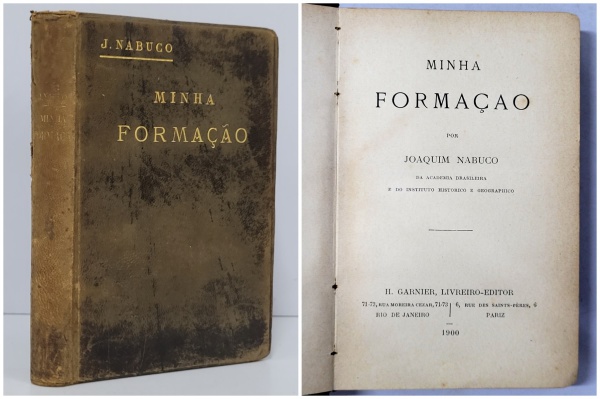 J. NABUCO
MINHA
FORMAÇÃO
MINHA
FORMAÇAO
POR
JOAQUIM NABUCO
DA ACADEMIA BRASILEIRA
E DO INSTITUTO HISTORICO E GEOGRAPHICO
H. GARNIER, LIVREIRO-EDITOR
71-73, RUA MOREIRA CEZAR, 71-73 6, RUE DES SAINTS-PÈRES, 6
RIO DE JANEIRO PARIZ
1900